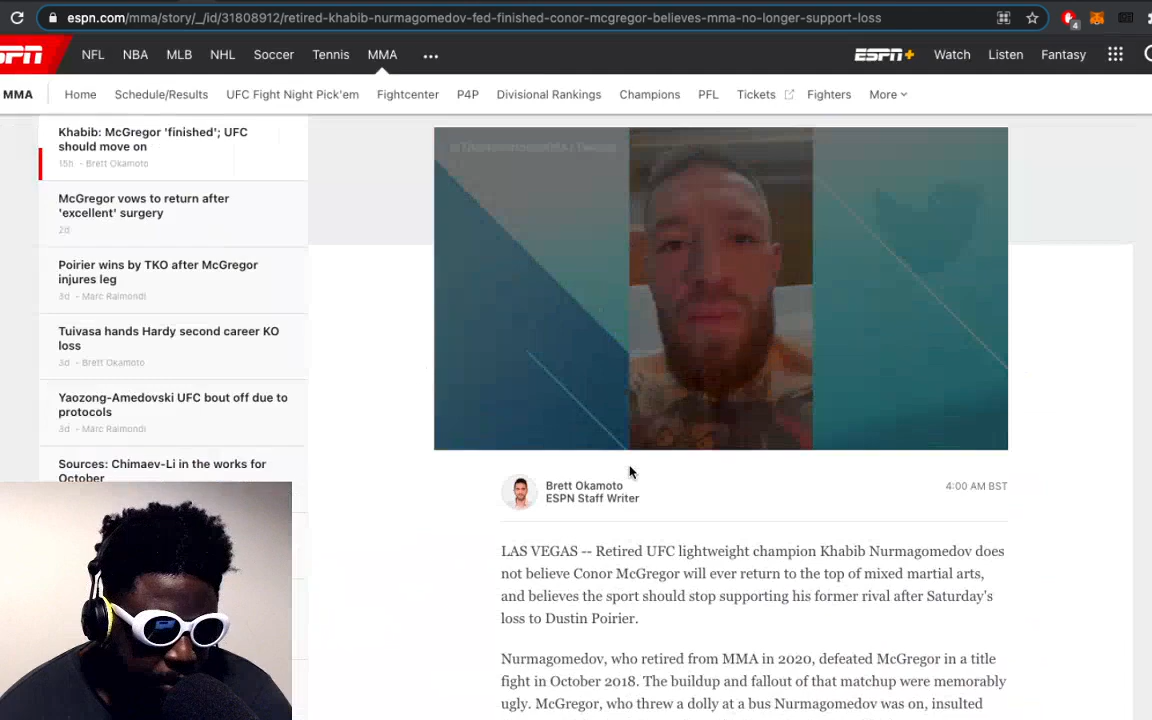 espn.com/mma/story/_/id/31808912/retired-khabib-nurmagomedov-fed-finished-conor-mcgregor-believes-mma-no-longer-support-loss
4
NFL NBA MLB NHL Soccer Tennis MMA ... ESPN+ Watch Listen Fantasy
MMA Home Schedule/Results UFC Fight Night Pick'em Fightcenter P4P Divisional Rankings Champions PFL Tickets Fighters More
Khabib: McGregor 'finished'; UFC
should move on
15h - Brett Okamoto
McGregor vows to return after
'excellent' surgery
2d
Poirier wins by TKO after McGregor
injures leg
3d - Marc Raimondi
Tuivasa hands Hardy second career KO
loss
3d - Brett Okamoto
Yaozong-Amedovski UFC bout off due to
protocols
3d - Marc Raimondi
Sources: Chimaev-Li in the works for
October
Brett Okamoto
ESPN Staff Writer
4:00 AM BST
LAS VEGAS -- Retired UFC lightweight champion Khabib Nurmagomedov does
not believe Conor McGregor will ever return to the top of mixed martial arts,
and believes the sport should stop supporting his former rival after Saturday's
loss to Dustin Poirier.
Nurmagomedov, who retired from MMA in 2020, defeated McGregor in a title
fight in October 2018. The buildup and fallout of that matchup were memorably
ugly. McGregor, who threw a dolly at a bus Nurmagomedov was on, insulted